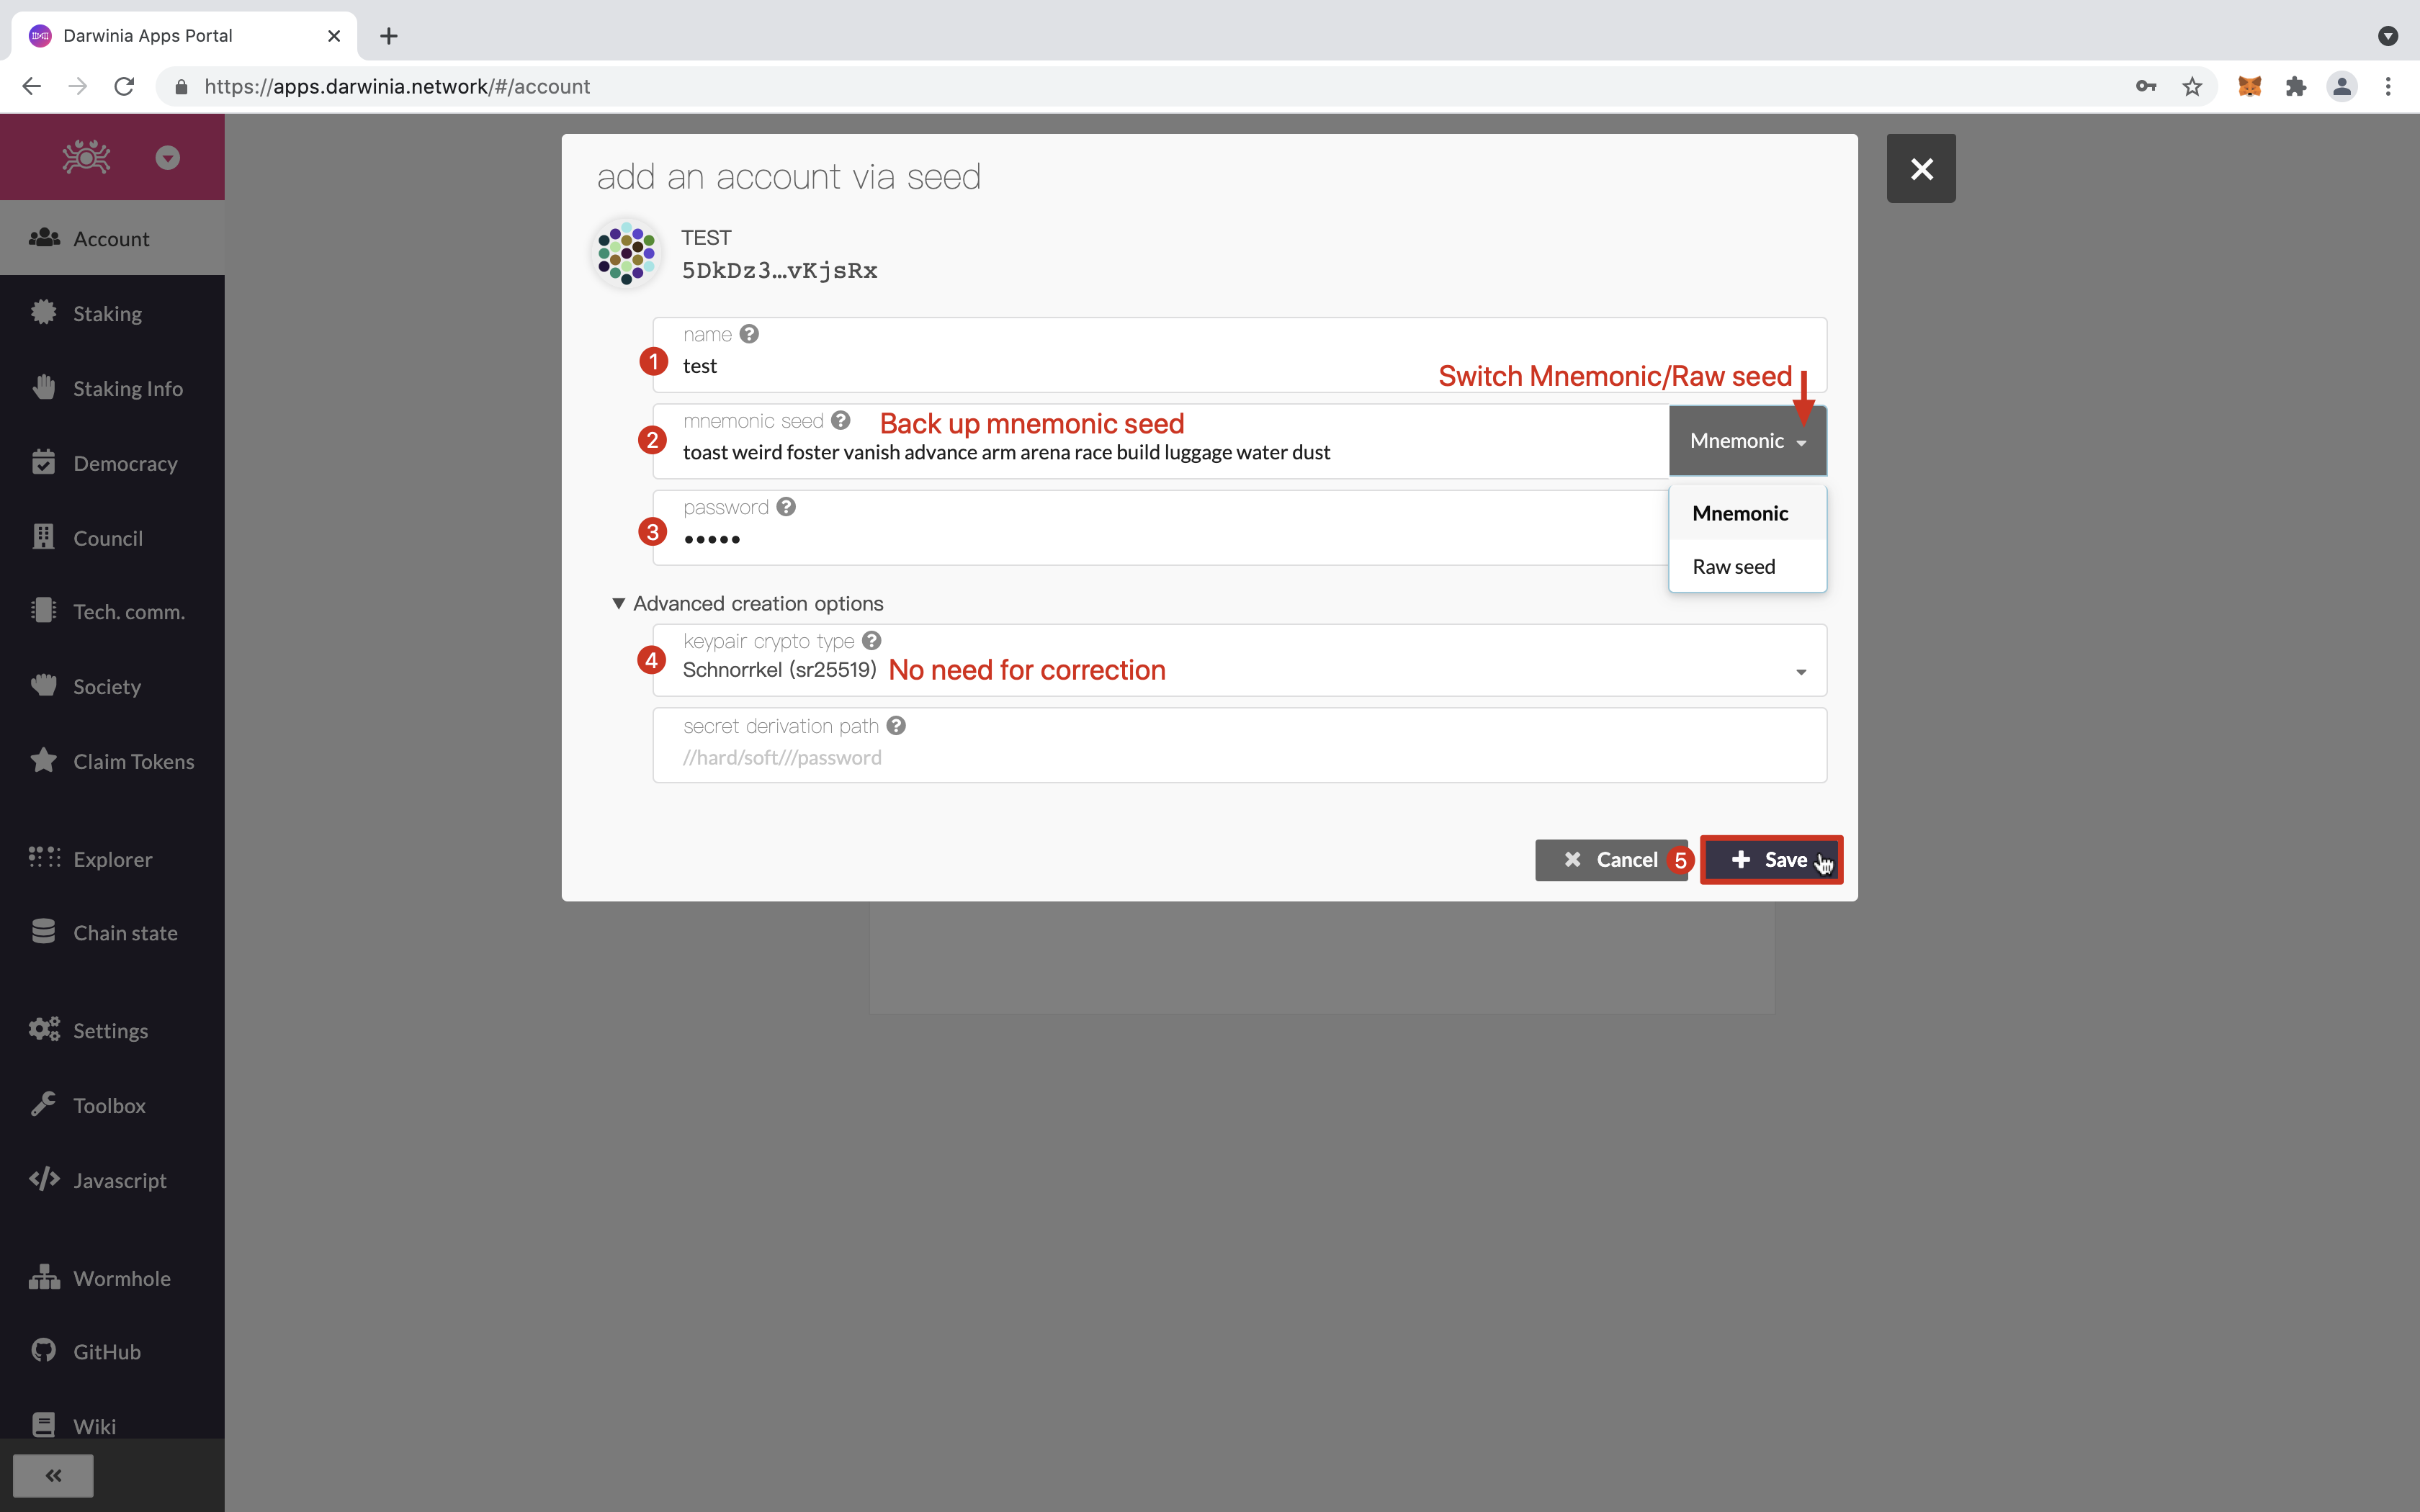 Darwinia Apps Portal
https://apps.darwinia.network/#/account
Account
Staking
Staking Info
Democracy
Council
Tech. comm.
Society
Claim Tokens
Explorer
Chain state
Settings
Toolbox
Javascript
Wormhole
GitHub
Wiki
add an account via seed
TEST
5DkDz3…vKjsRx
name
1
test
Switch Mnemonic/Raw seed
mnemonic seed
Back up mnemonic seed
2
toast weird foster vanish advance arm arena race build luggage water dust
Mnemonic
Mnemonic
Raw seed
password
3
•••••
Advanced creation options
keypair crypto type
4
Schnorrkel (sr25519)
No need for correction
secret derivation path
//hard/soft///password
Cancel
5
Save